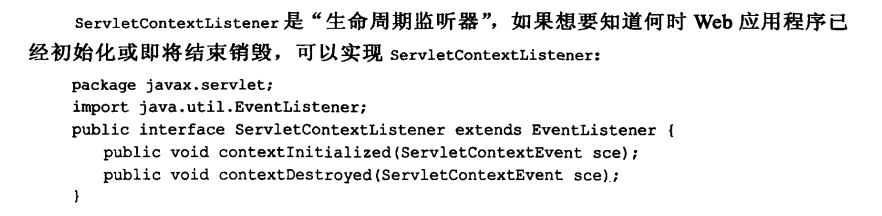 ServletContextListener 是“生命周期监听器”，如果想要知道何时 Web 应用程序已
经初始化或即将结束销毁，可以实现 ServletContextListener:
package javax.servlet;
import java.util.EventListener;
public interface ServletContextListener extends EventListener {
public void contextInitialized(ServletContextEvent sce);
public void contextDestroyed(ServletContextEvent sce);
}